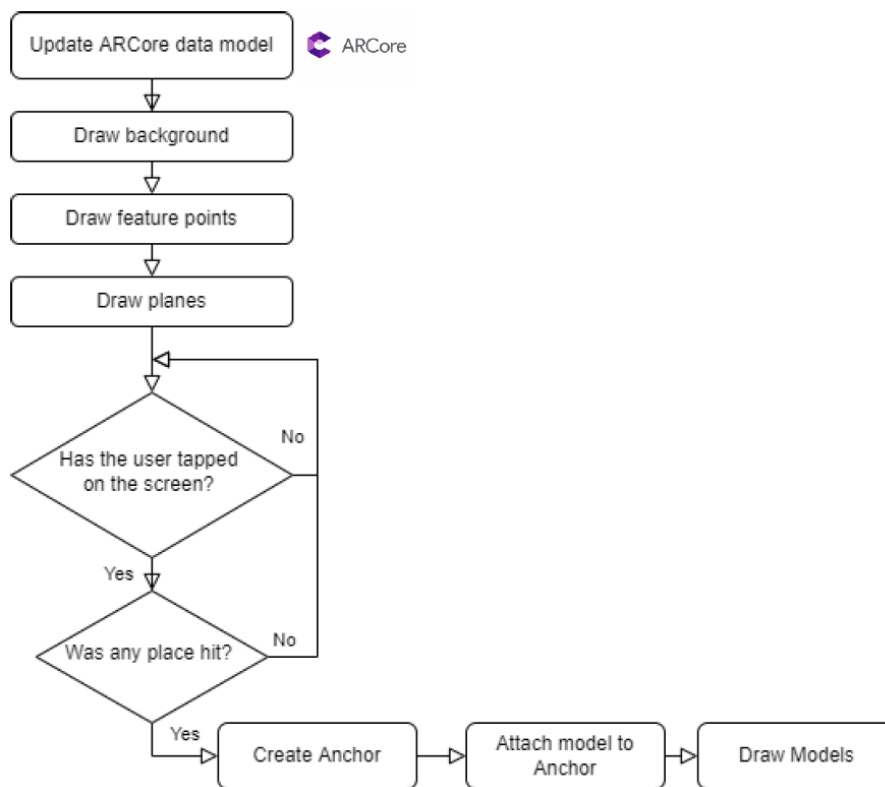 Update ARCore data model
ARCore
Draw background
Draw feature points
Draw planes
No
Has the user tapped
on the screen?
Yes
No
Was any place hit?
Yes
Create Anchor
Attach model to
Anchor
Draw Models